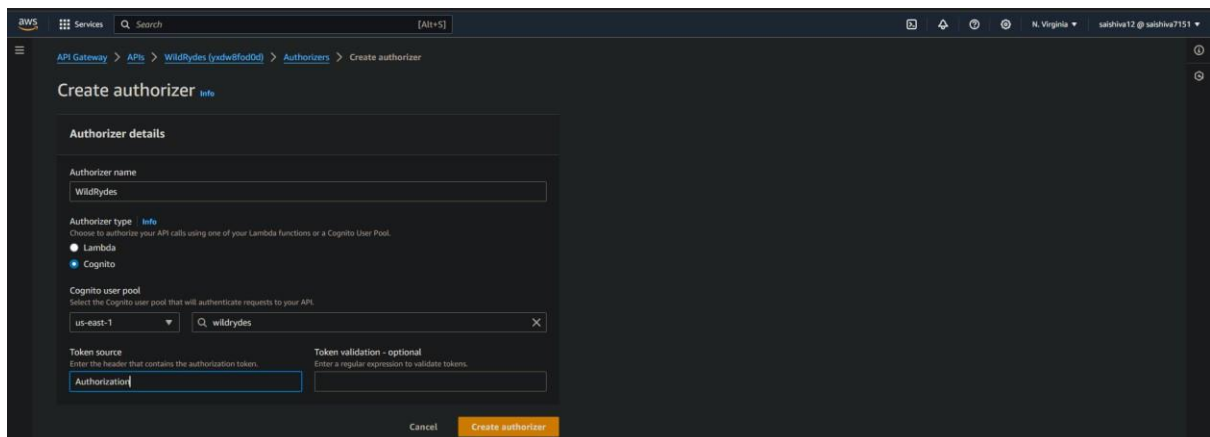 aws Services Search [Alt+S] N. Virginia saishiva12 @ saishiva7151
API Gateway > APIs > WildRydes (yxdw8fod0d) > Authorizers > Create authorizer
Create authorizer Info
Authorizer details
Authorizer name
WildRydes
Authorizer type Info
Choose to authorize your API calls using one of your Lambda functions or a Cognito User Pool.
Lambda
Cognito
Cognito user pool
Select the Cognito user pool that will authenticate requests to your API.
us-east-1 wildrydes
Token source Token validation - optional
Enter the header that contains the authorization token. Enter a regular expression to validate tokens.
Authorization
Cancel Create authorizer